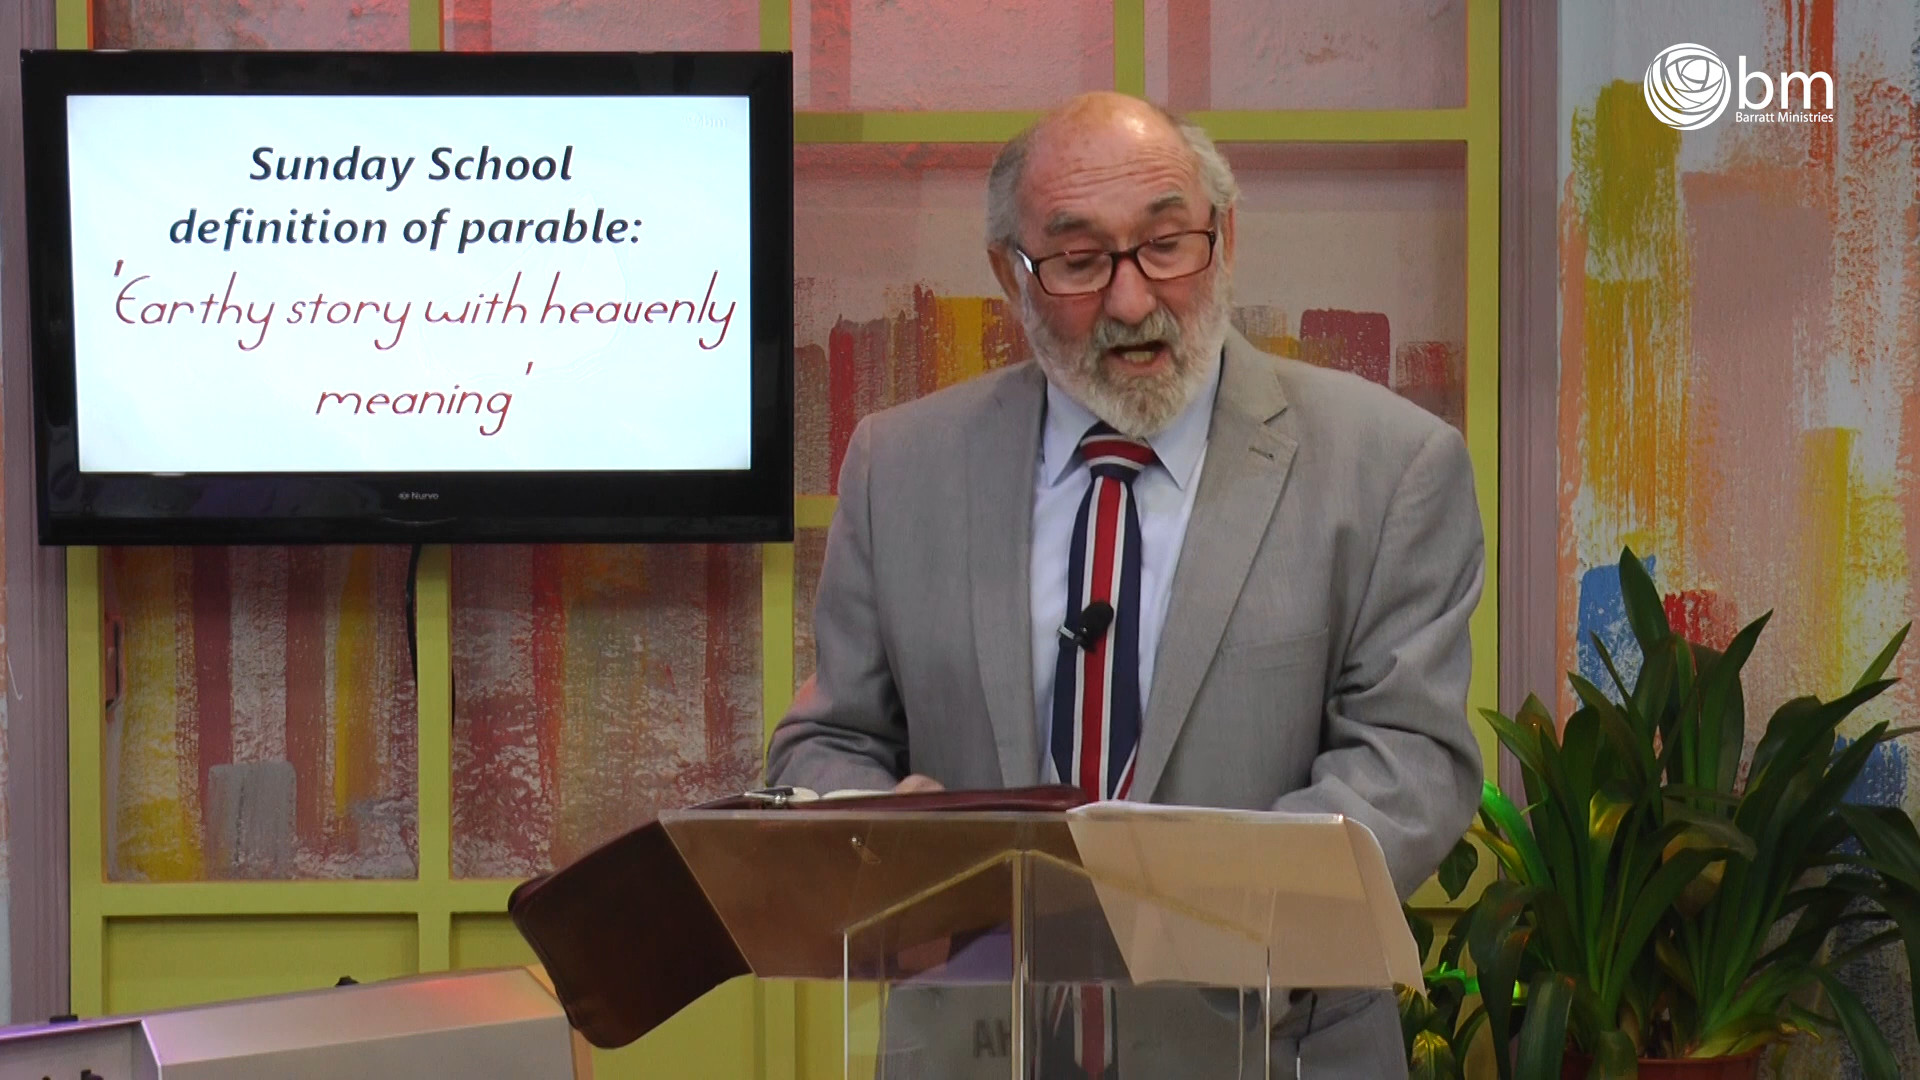 Sunday School
definition of parable:
'Earthy story with heavenly
meaning'
Nurvo
bm
Barratt Ministries